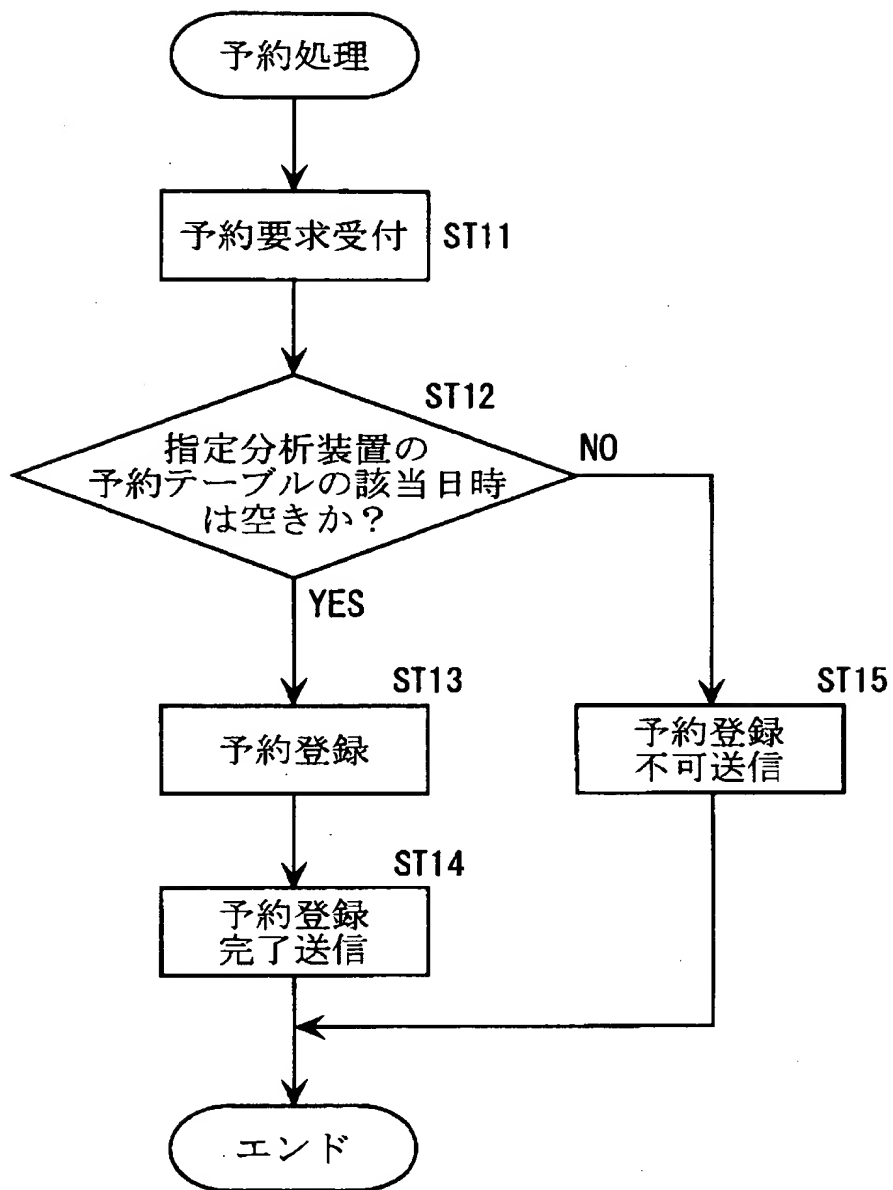 予約処理
予約要求受付
ST11
ST12
指定分析装置の
予約テーブルの該当日時
は空きか？
NO
YES
ST13
予約登録
ST15
予約登録
不可送信
ST14
予約登録
完了送信
エンド